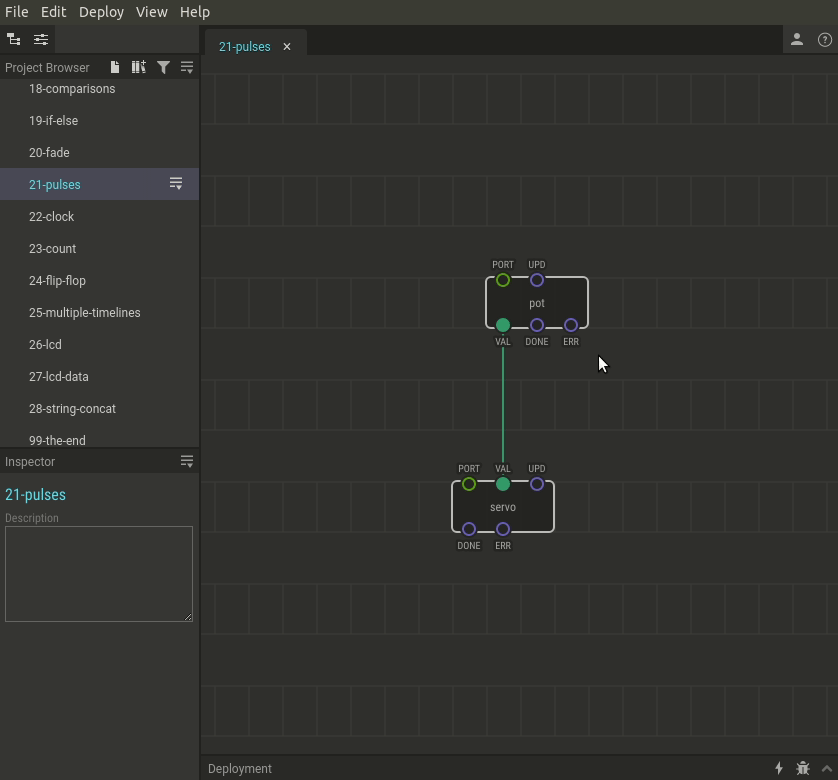 File Edit Deploy View Help
21-pulses
Project Browser
18-comparisons
19-if-else
20-fade
21-pulses
22-clock
23-count
24-flip-flop
25-multiple-timelines
26-lcd
27-lcd-data
28-string-concat
99-the-end
Inspector
21-pulses
Description
PORT UPD
pot
VAL DONE ERR
PORT VAL UPD
servo
DONE ERR
Deployment